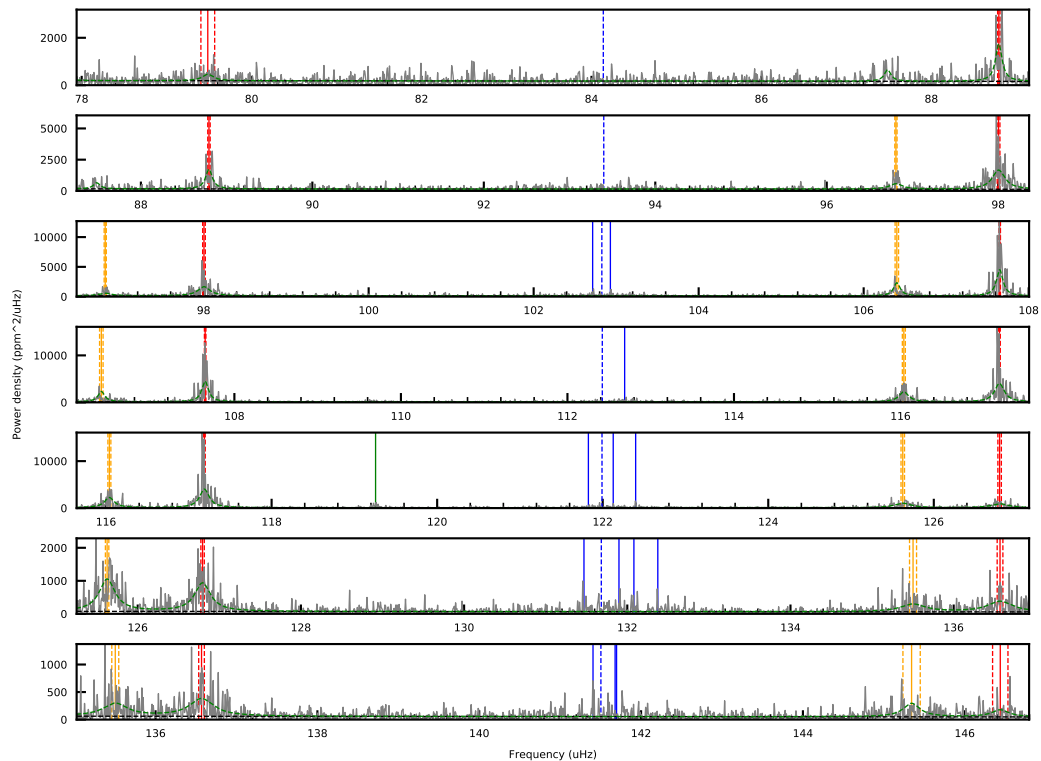 2000
0
78 80 82 84 86 88
5000
2500
0
88 90 92 94 96 98
10000
5000
0
98 100 102 104 106 108
10000
0
108 110 112 114 116
10000
0
116 118 120 122 124 126
2000
1000
0
126 128 130 132 134 136
1000
500
0
136 138 140 142 144 146
Power density (ppm^2/uHz)
Frequency (uHz)